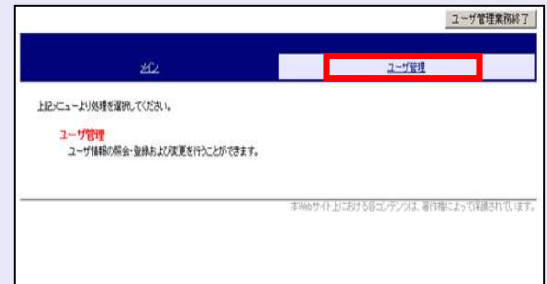 ユーザ管理業務終了
メイン
ユーザ管理
上記メニューより処理を選択してください。
ユーザ管理
ユーザ情報の照会・登録および変更を行うことができます。
本Webサイト上における各コンテンツは、著作権によって保護されています。